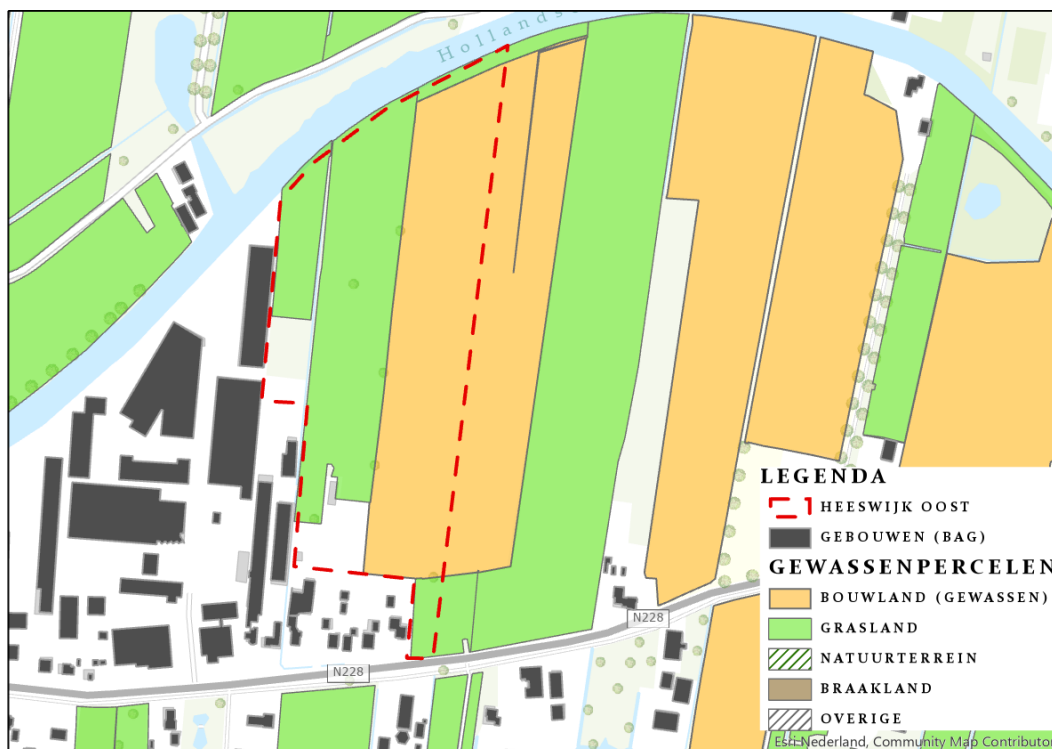 Hollands
N228
N228
LEGENDA
HEESWIJK OOST
GEBOUWEN (BAG)
GEWASSENPERCELEN
BOUWLAND (GEWASSEN)
GRASLAND
NATUURTERREIN
BRAAKLAND
OVERIGE
Esri Nederland, Community Map Contributor